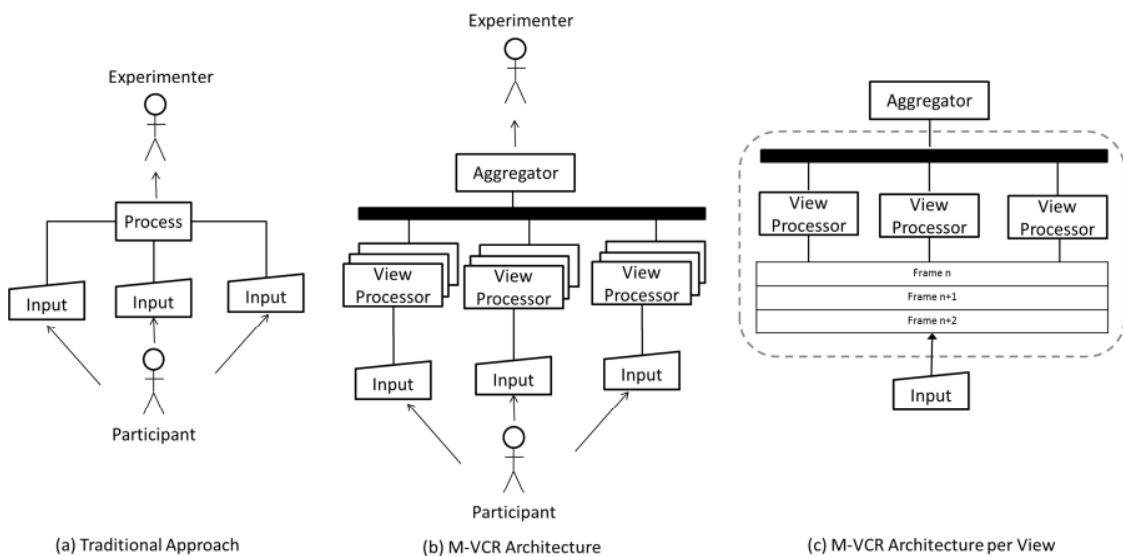 Experimenter
Process
Input
Input
Input
Participant
(a) Traditional Approach
Experimenter
Aggregator
View
Processor
View
Processor
View
Processor
Input
Input
Input
Participant
(b) M-VCR Architecture
Aggregator
View
Processor
View
Processor
View
Processor
Frame n
Frame n+1
Frame n+2
Input
(c) M-VCR Architecture per View